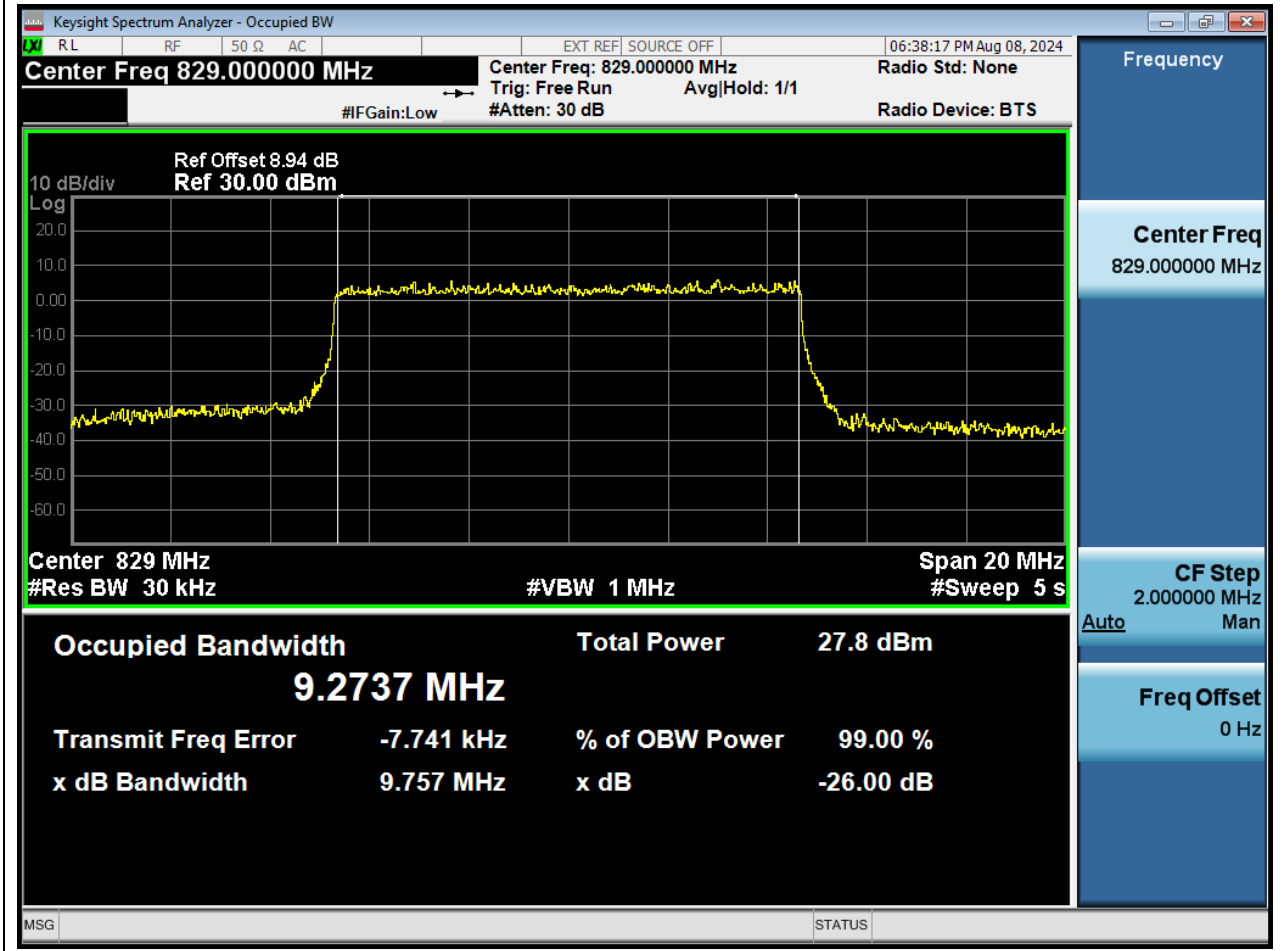 Keysight Spectrum Analyzer - Occupied BW
LXI RL RF 50 Ω AC EXT REF SOURCE OFF 06:38:17 PM Aug 08, 2024
Center Freq 829.000000 MHz
Center Freq: 829.000000 MHz
Radio Std: None
Trig: Free Run Avg|Hold: 1/1
#IFGain:Low
#Atten: 30 dB
Radio Device: BTS
Ref Offset 8.94 dB
10 dB/div Ref 30.00 dBm
Log
20.0
10.0
0.00
-10.0
-20.0
-30.0
-40.0
-50.0
-60.0
Center 829 MHz Span 20 MHz
#Res BW 30 kHz #VBW 1 MHz #Sweep 5 s
Occupied Bandwidth Total Power 27.8 dBm
9.2737 MHz
Transmit Freq Error -7.741 kHz % of OBW Power 99.00 %
x dB Bandwidth 9.757 MHz x dB -26.00 dB
Frequency
Center Freq
829.000000 MHz
CF Step
2.000000 MHz
Auto Man
Freq Offset
0 Hz
MSG STATUS